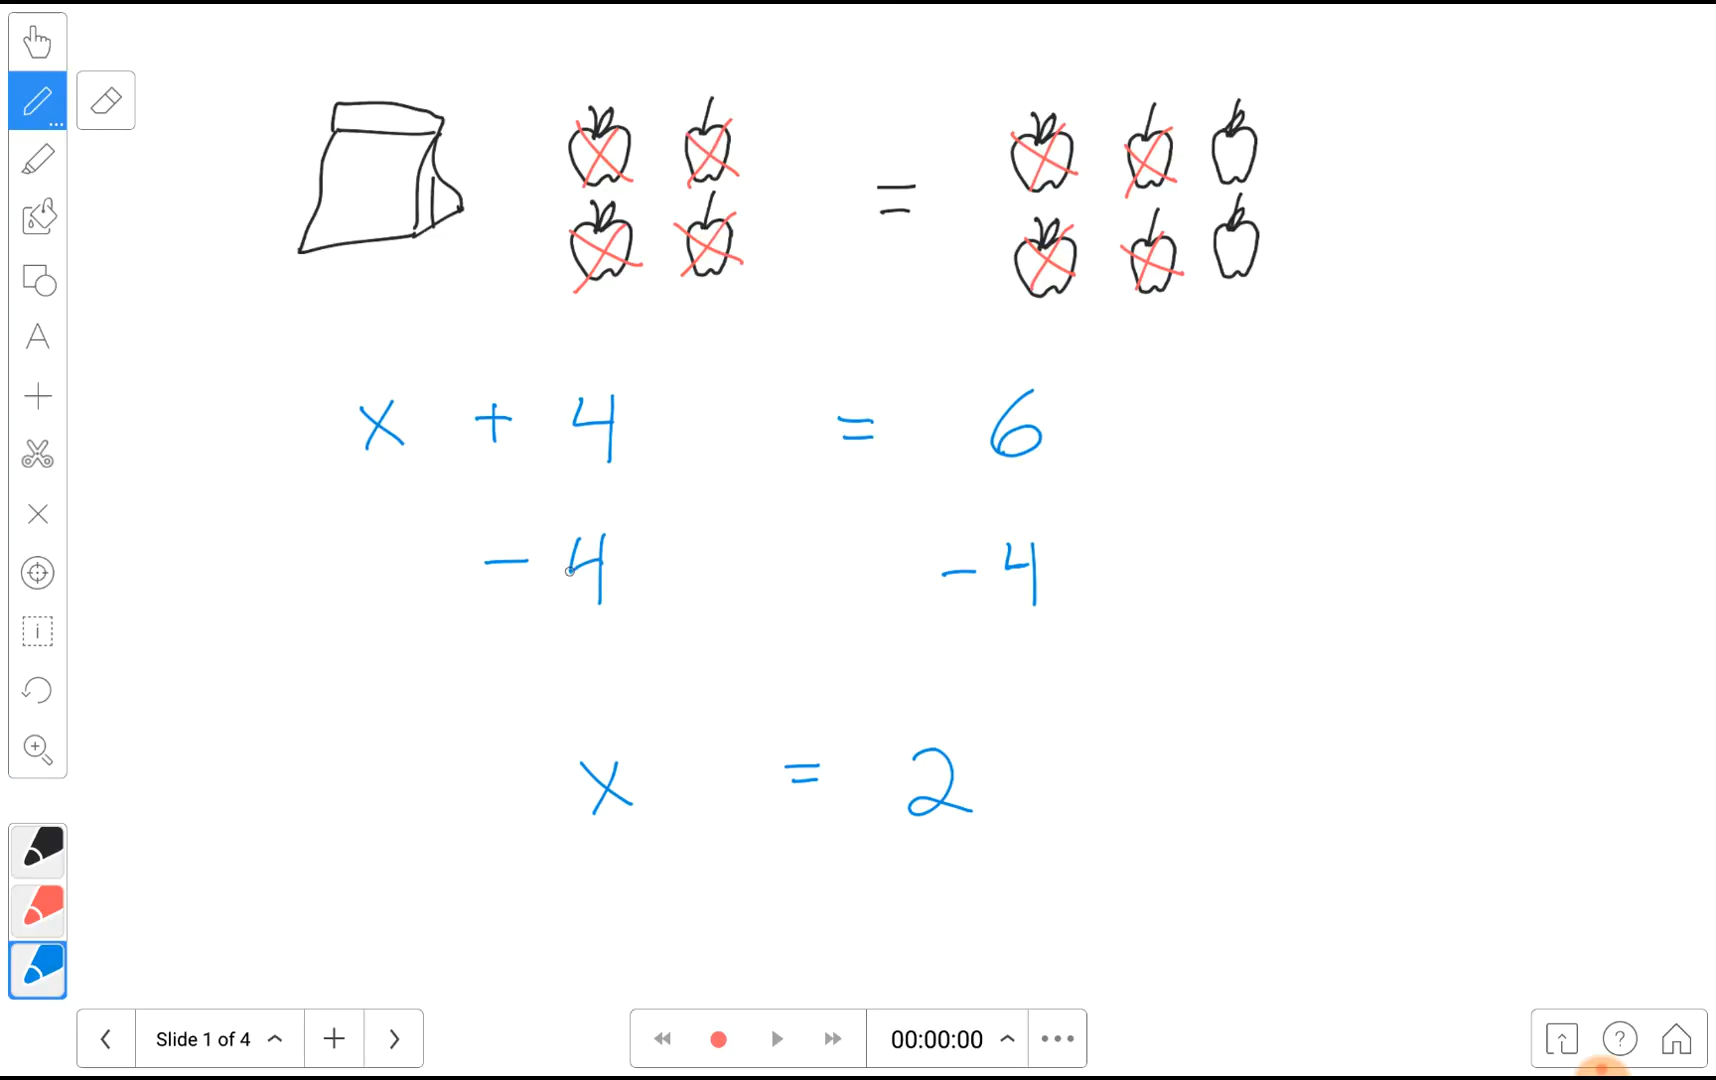 =
x + 4 = 6
- 4 - 4
x = 2
A
i
Slide 1 of 4
00:00:00
?